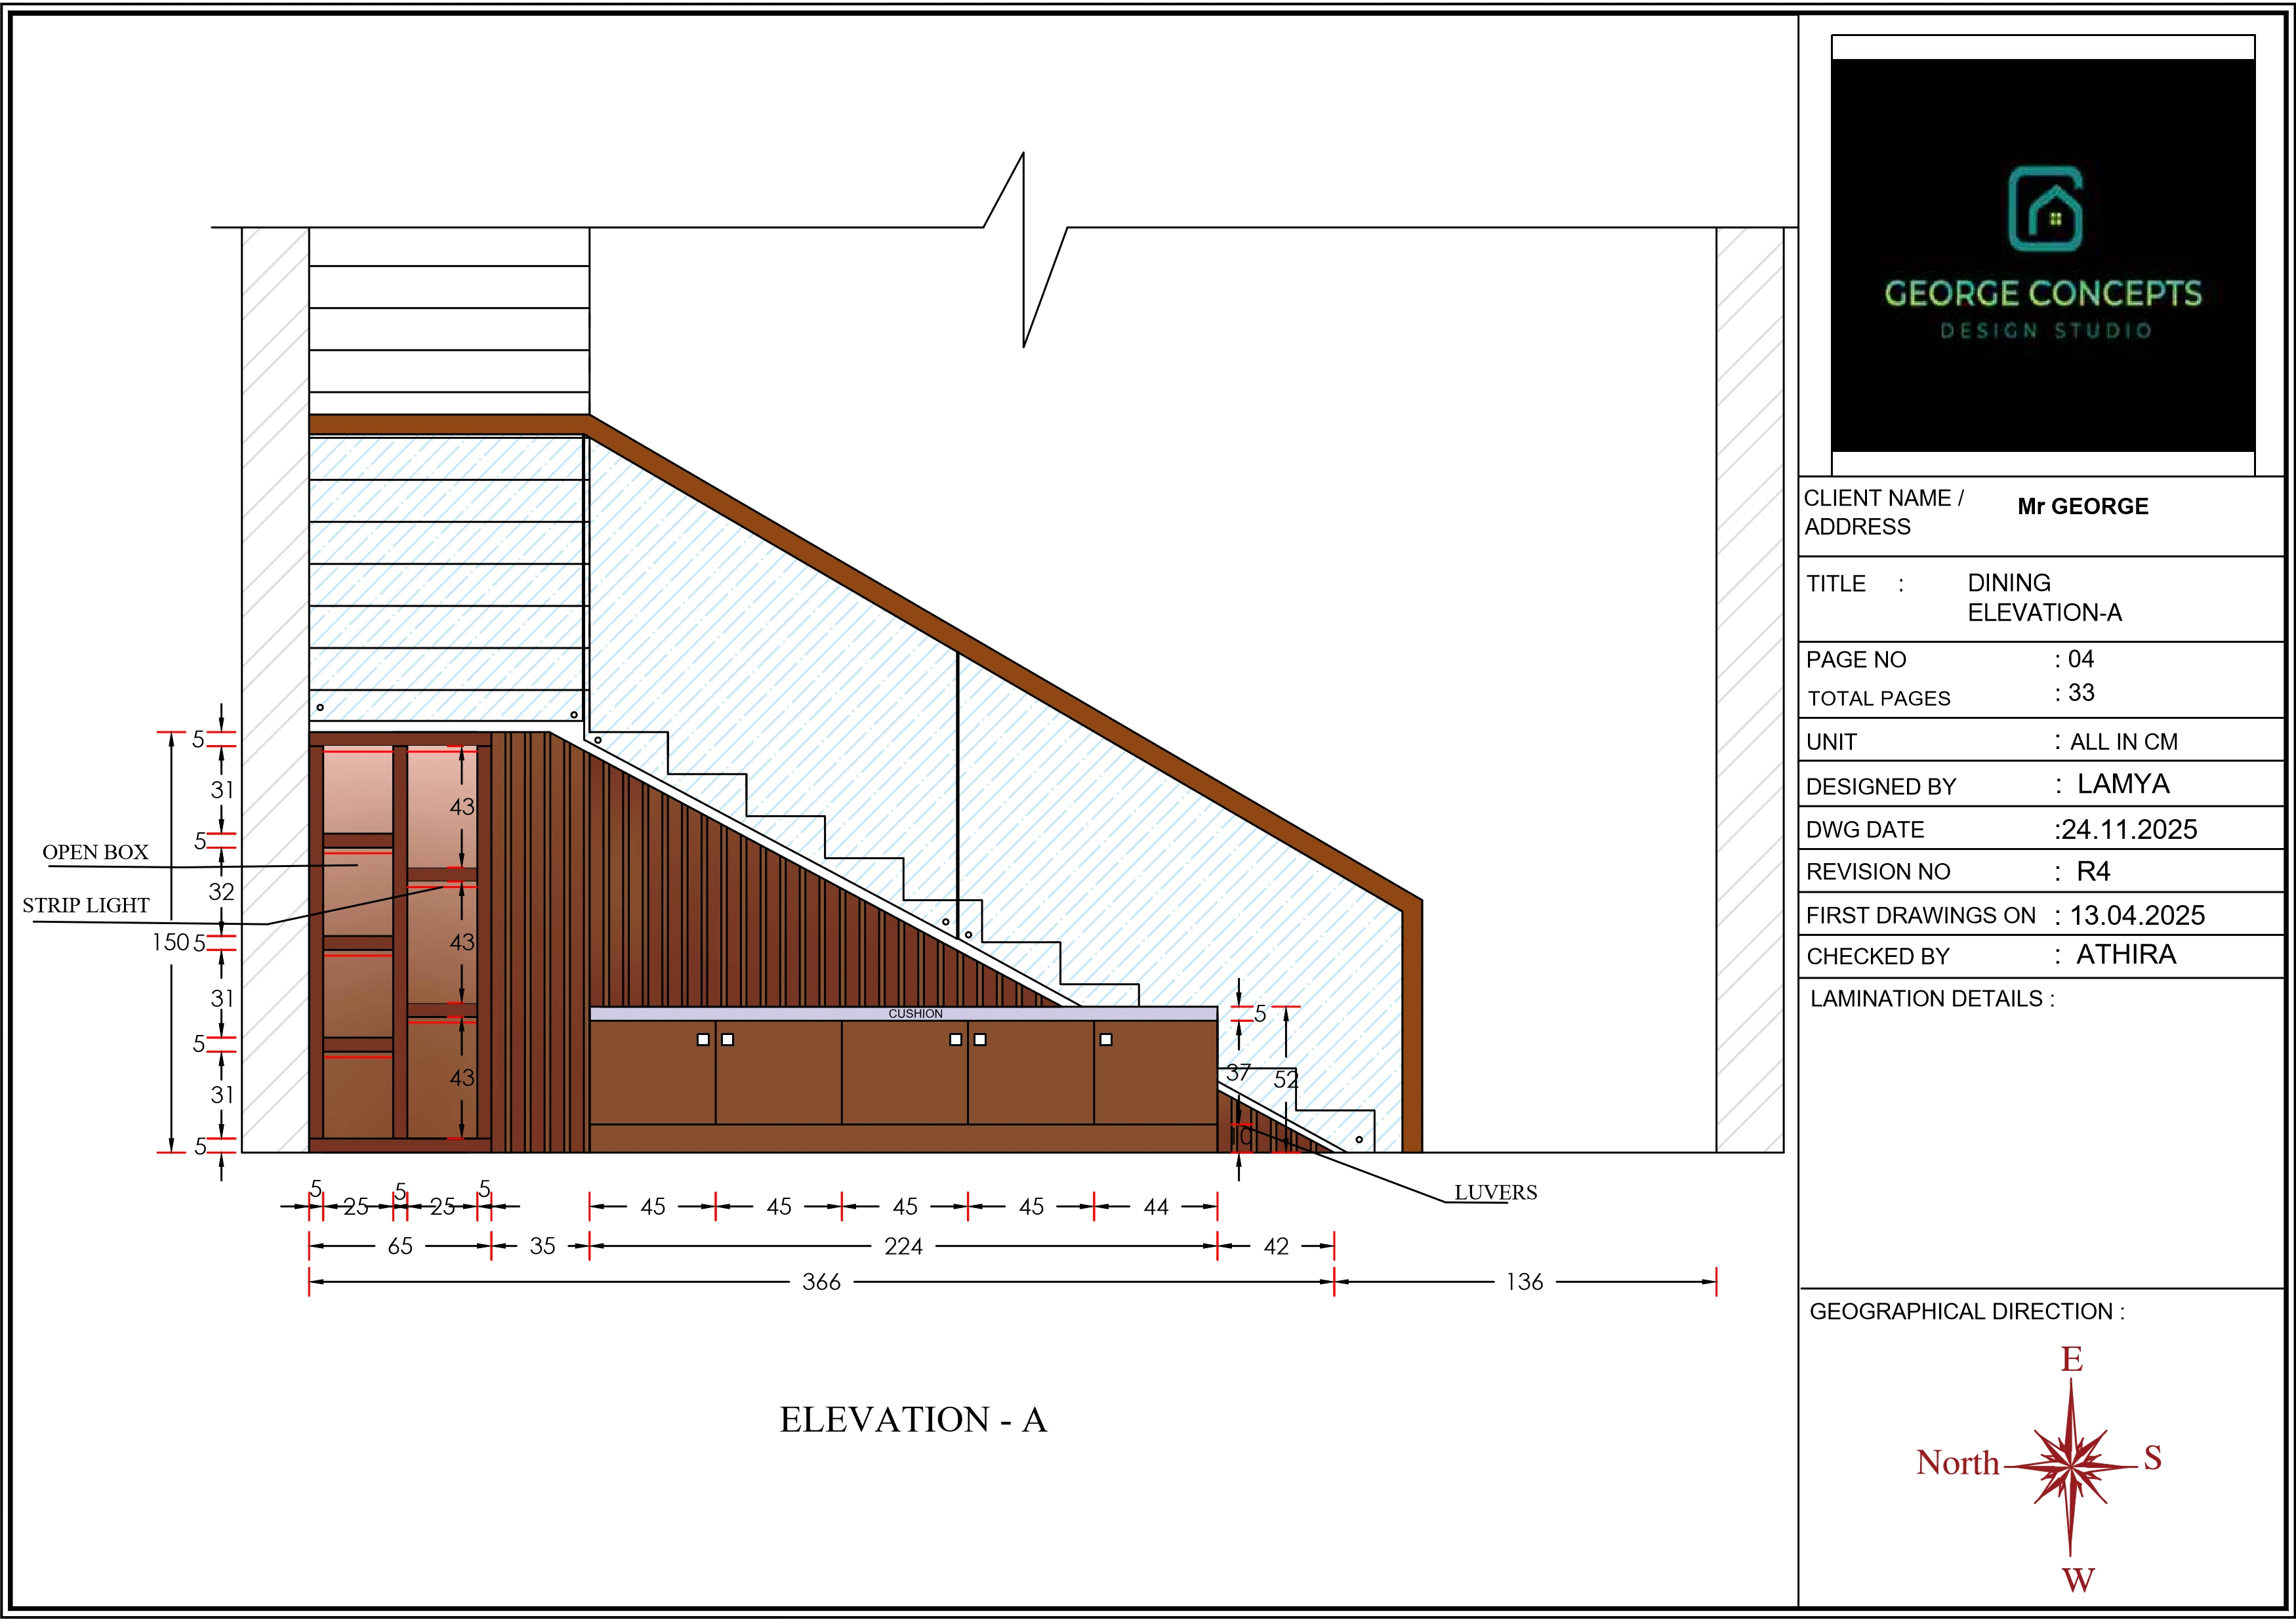 5
31
5
OPEN BOX
32
STRIP LIGHT
150
5
31
5
31
5
43
43
43
CUSHION
5
37
52
10
LUVERS
5
25
5
25
5
45
45
45
45
44
65
35
224
42
366
136
ELEVATION - A
GEORGE CONCEPTS
DESIGN STUDIO
CLIENT NAME / Mr GEORGE
ADDRESS
TITLE : DINING
ELEVATION-A
PAGE NO : 04
TOTAL PAGES : 33
UNIT : ALL IN CM
DESIGNED BY : LAMYA
DWG DATE :24.11.2025
REVISION NO : R4
FIRST DRAWINGS ON : 13.04.2025
CHECKED BY : ATHIRA
LAMINATION DETAILS :
GEOGRAPHICAL DIRECTION :
E
North
S
W